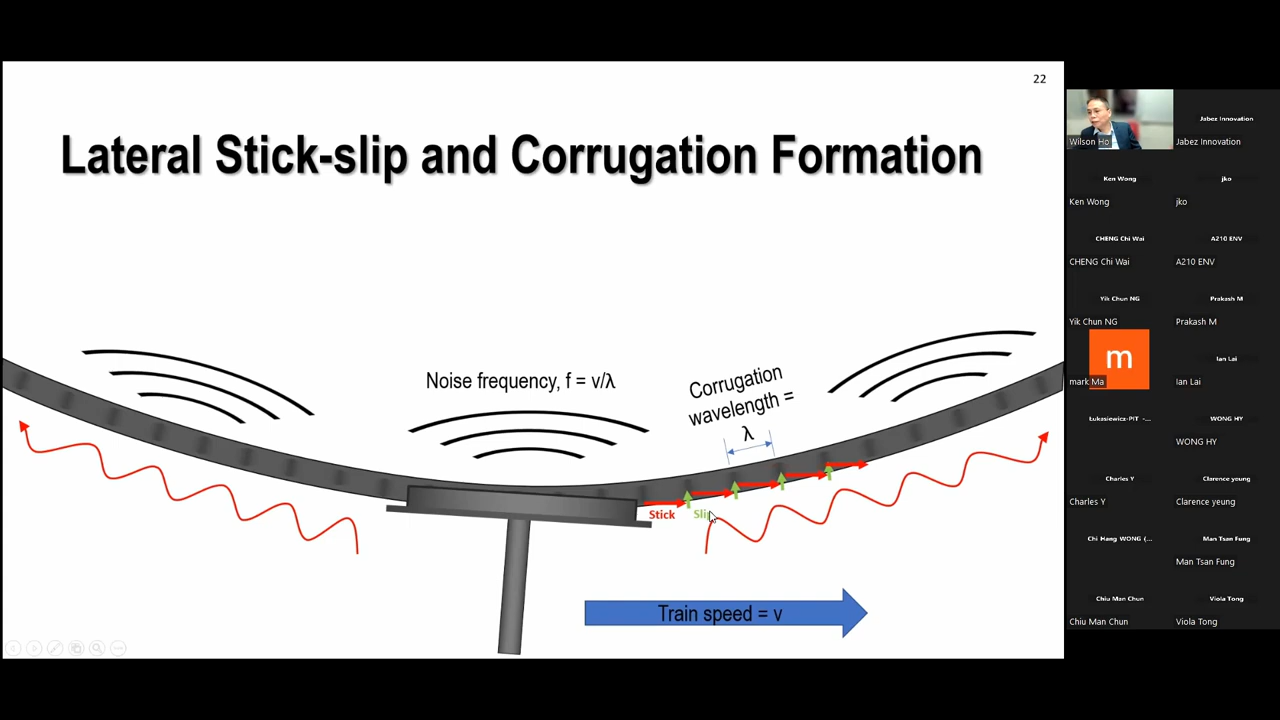 22
Lateral Stick-slip and Corrugation Formation
Noise frequency, f = v/λ
Corrugation
wavelength =
λ
Stick
Train speed = v
Wilson Ho
Jabez Innovation
Jabez Innovation
Ken Wong
Ken Wong
jko
jko
CHENG Chi Wai
CHENG Chi Wai
A210 ENV
A210 ENV
Yik Chun NG
Yik Chun NG
Prakash M
Prakash M
m
mark Ma
Ian Lai
Ian Lai
Łukasiewicz-PIT -...
WONG HY
WONG HY
Charles Y
Charles Y
Clarence yeung
Clarence yeung
Chi Hang WONG (...
Man Tsan Fung
Man Tsan Fung
Chiu Man Chun
Chiu Man Chun
Viola Tong
Viola Tong